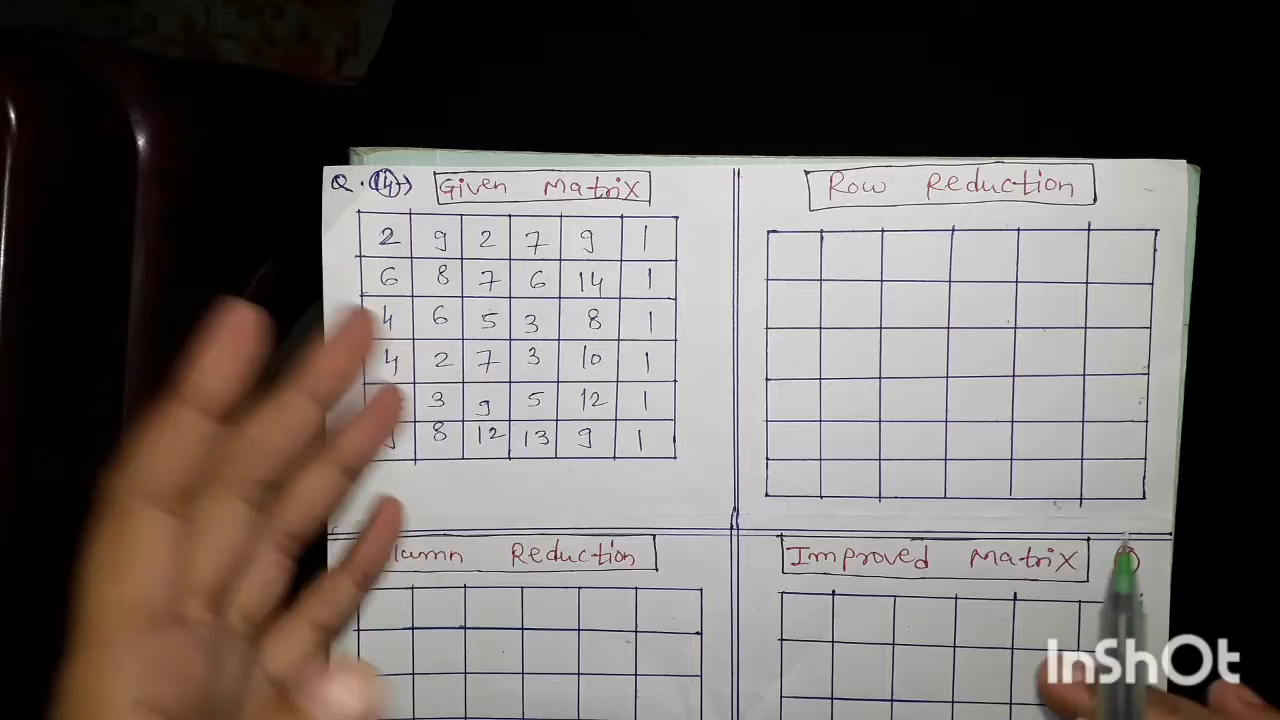 Q. 14→ Given Matrix
2 9 2 7 9 1
6 8 7 6 14 1
4 6 5 3 8 1
4 2 7 3 10 1
3 9 5 12 1
8 12 13 9 1
Row Reduction
Reduction
Improved Matrix
InShOt